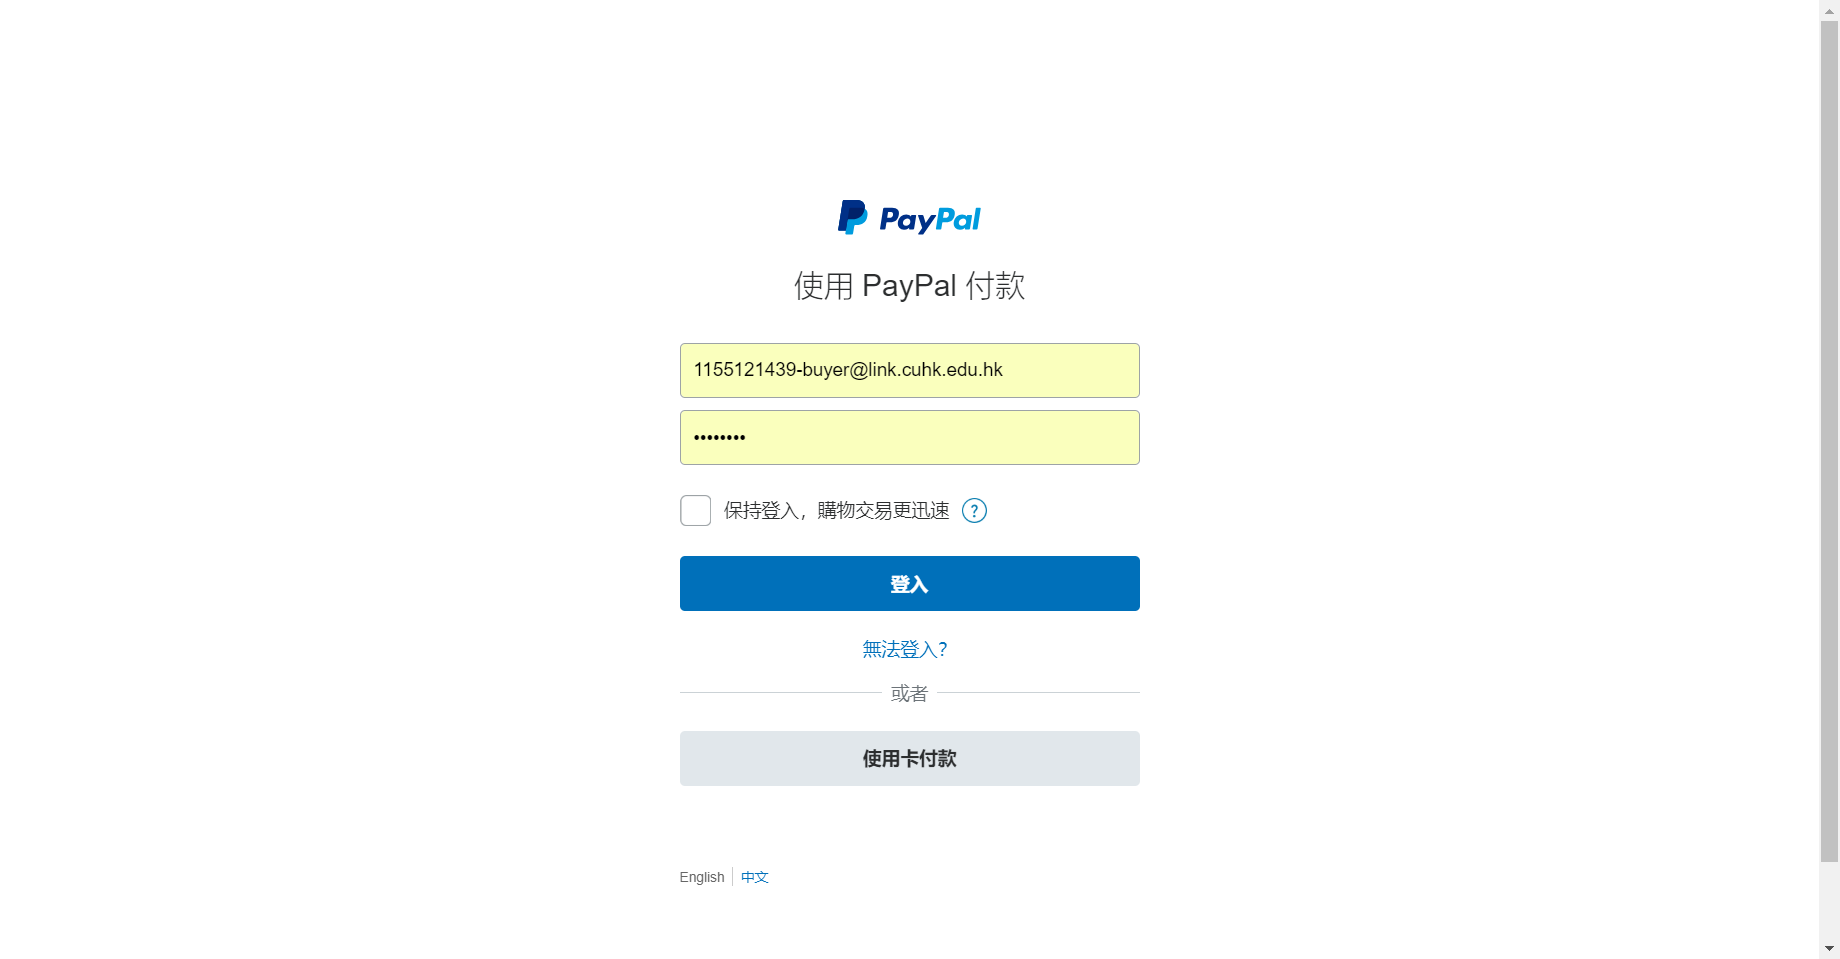 PayPal
使用 PayPal 付款
1155121439-buyer@link.cuhk.edu.hk
••••••••
保持登入，購物交易更迅速 ?
登入
無法登入?
或者
使用卡付款
English 中文